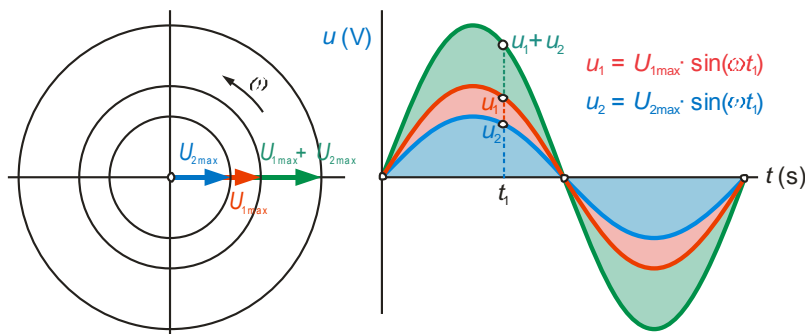 ω
U2max
U1max + U2max
U1max
u (V)
u1 + u2
u1
u2
t1
t (s)
u1 = U1max · sin(ωt1)
u2 = U2max · sin(ωt1)